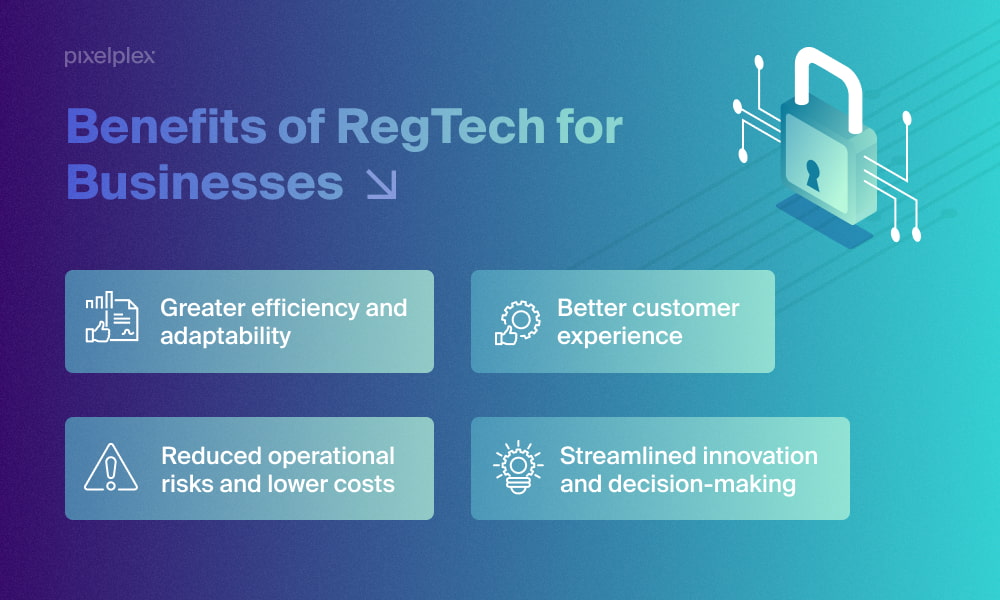 pixelplex
Benefits of RegTech for
Businesses
Greater efficiency and
adaptability
Better customer
experience
Reduced operational
risks and lower costs
Streamlined innovation
and decision-making